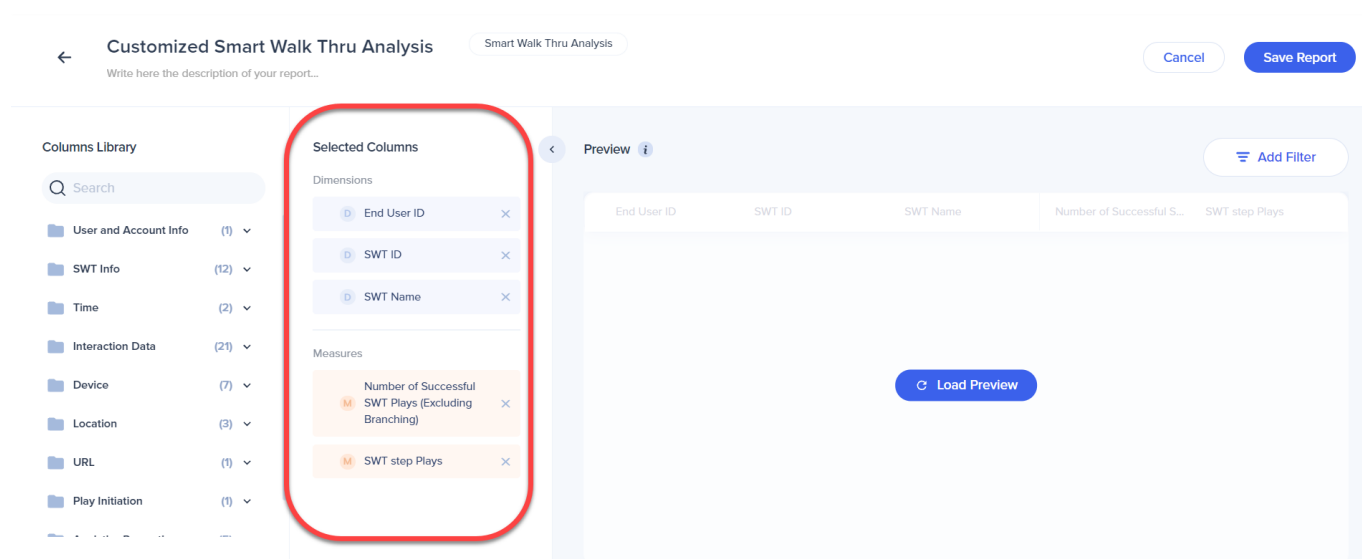 Customized Smart Walk Thru Analysis
Smart Walk Thru Analysis
Write here the description of your report...
Cancel
Save Report
Columns Library
Search
User and Account Info (1)
SWT Info (12)
Time (2)
Interaction Data (21)
Device (7)
Location (3)
URL (1)
Play Initiation (1)
Selected Columns
Dimensions
D End User ID
D SWT ID
D SWT Name
Measures
Number of Successful
M SWT Plays (Excluding
Branching)
M SWT step Plays
Preview i
Add Filter
End User ID SWT ID SWT Name Number of Successful S... SWT step Plays
Load Preview